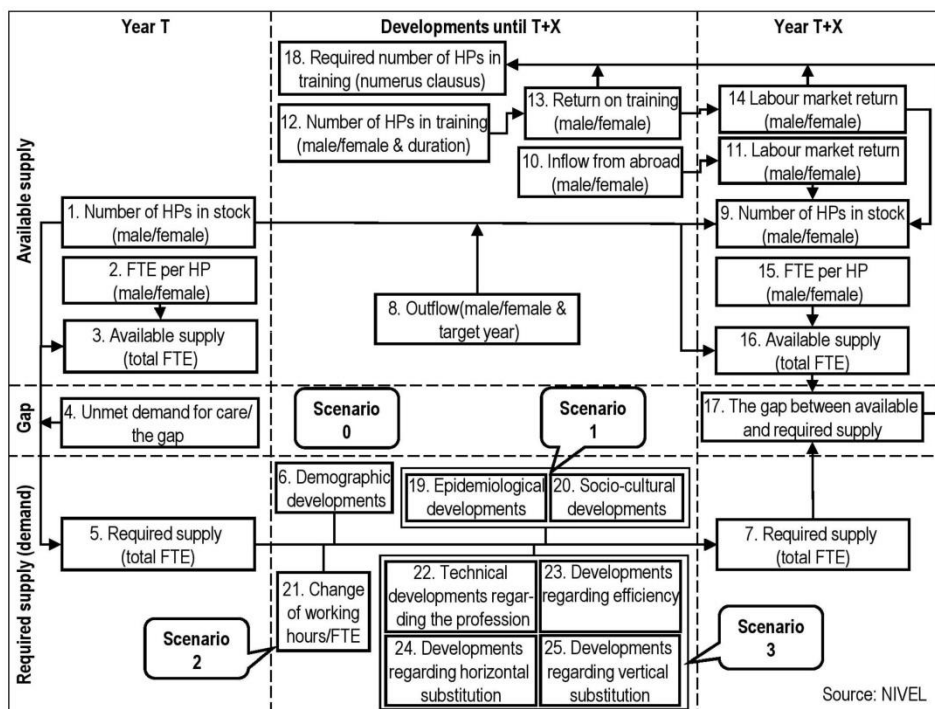 Year T
Developments until T+X
Year T+X
Available supply
18. Required number of HPs in
training (numerus clausus)
12. Number of HPs in training
(male/female & duration)
13. Return on training
(male/female)
14 Labour market return
(male/female)
10. Inflow from abroad
(male/female)
11. Labour market return
(male/female)
1. Number of HPs in stock
(male/female)
9. Number of HPs in stock
(male/female)
2. FTE per HP
(male/female)
15. FTE per HP
(male/female)
8. Outflow(male/female &
target year)
3. Available supply
(total FTE)
16. Available supply
(total FTE)
Gap
4. Unmet demand for care/
the gap
Scenario
0
Scenario
1
17. The gap between available
and required supply
Required supply (demand)
6. Demographic
developments
19. Epidemiological
developments
20. Socio-cultural
developments
5. Required supply
(total FTE)
7. Required supply
(total FTE)
21. Change
of working
hours/FTE
22. Technical
developments regar-
ding the profession
23. Developments
regarding efficiency
24. Developments
regarding horizontal
substitution
25. Developments
regarding vertical
substitution
Scenario
2
Scenario
3
Source: NIVEL